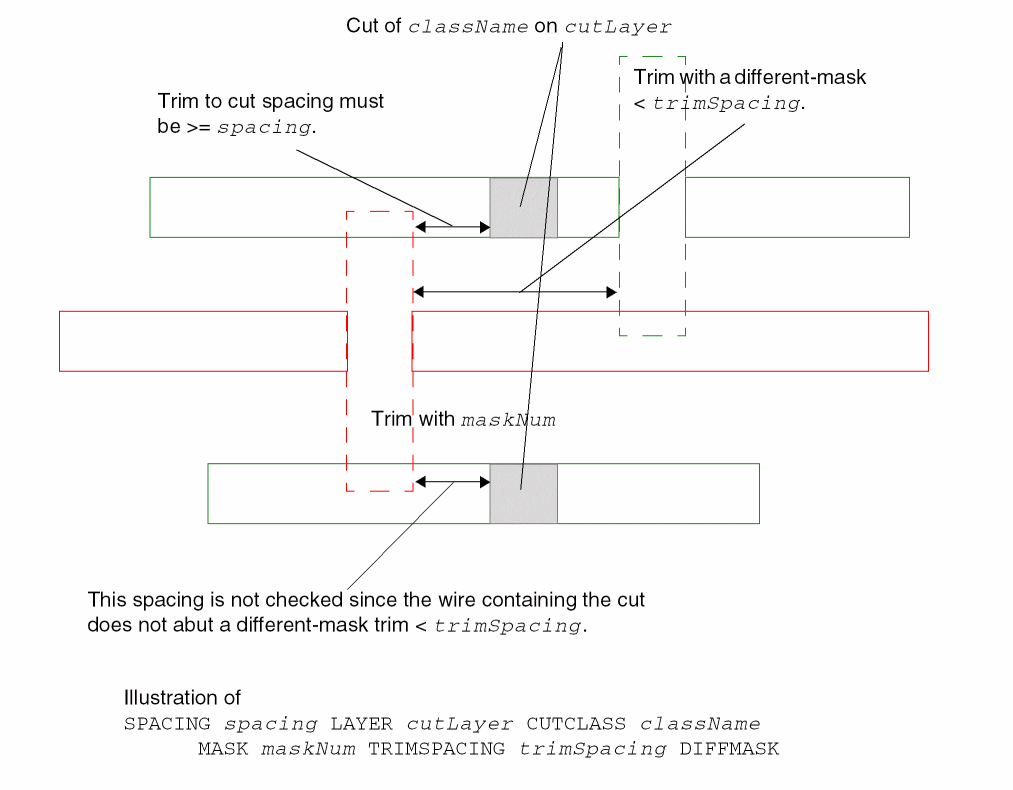 Cut of className on cutLayer
Trim with a different-mask
< trimSpacing.
Trim to cut spacing must
be >= spacing.
Trim with maskNum
This spacing is not checked since the wire containing the cut
does not abut a different-mask trim < trimSpacing.
Illustration of
SPACING spacing LAYER cutLayer CUTCLASS className
MASK maskNum TRIMSPACING trimSpacing DIFFMASK